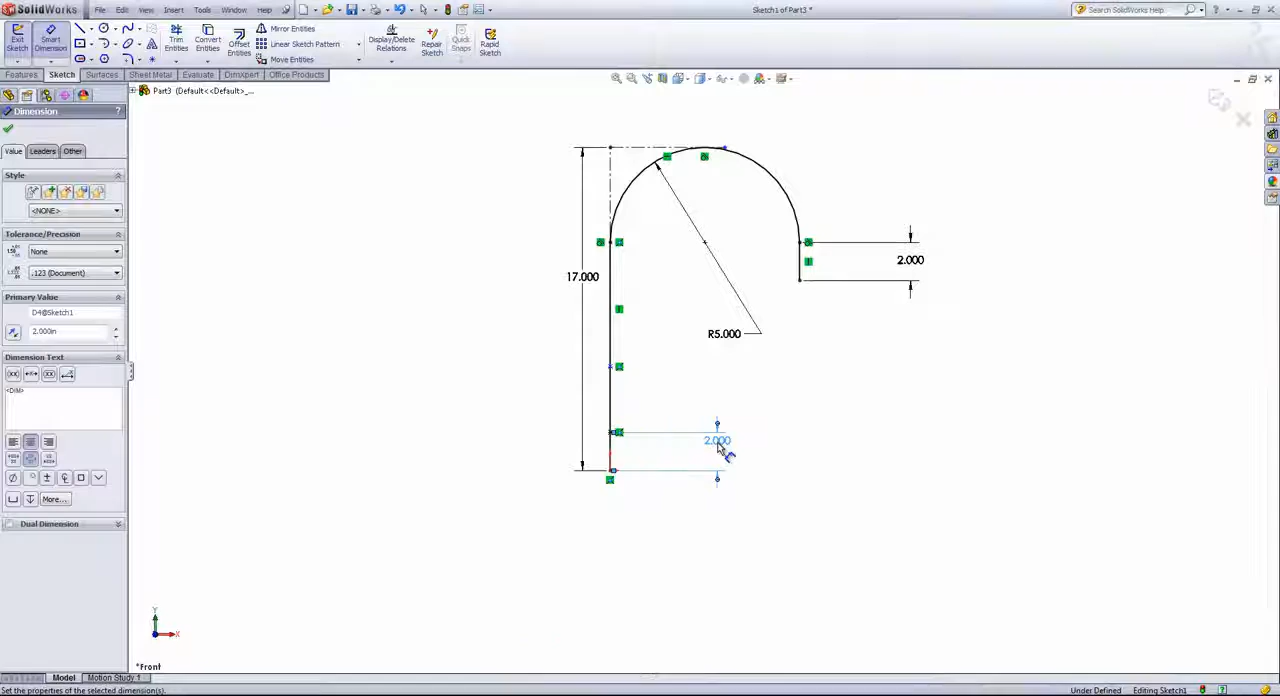 SolidWorks File Edit View Insert Tools Window Help
Sketch1 of Part3 *
Search SolidWorks Help
Exit Sketch
Smart Dimension
Trim Entities
Convert Entities
Offset Entities
Mirror Entities
Linear Sketch Pattern
Move Entities
Display/Delete Relations
Repair Sketch
Quick Snaps
Rapid Sketch
Features Sketch Surfaces Sheet Metal Evaluate DimXpert Office Products
Part3 (Default<<Default>_...
Dimension ?
Value Leaders Other
Style
<NONE>
Tolerance/Precision
None
.123 (Document)
Primary Value
D4@Sketch1
2.000in
Dimension Text
<DIM>
More...
Dual Dimension
17.000
R5.000
2.000
2.000
Y
X
*Front
Model Motion Study 1
Set the properties of the selected dimension(s).
Under Defined Editing Sketch1